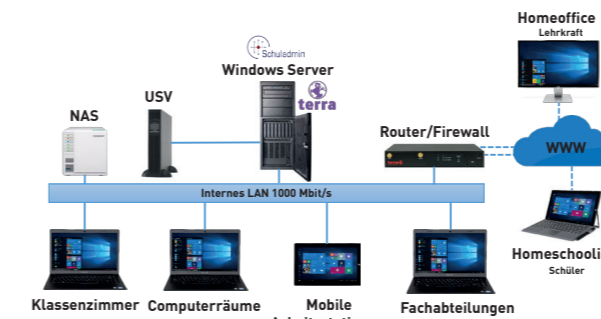 Homeoffice
Lehrkraft
Schuladmin
Windows Server
terra
USV
NAS
Router/Firewall
WWW
Internes LAN 1000 Mbit/s
Homeschooli
Schüler
Klassenzimmer
Computerräume
Mobile
Fachabteilungen